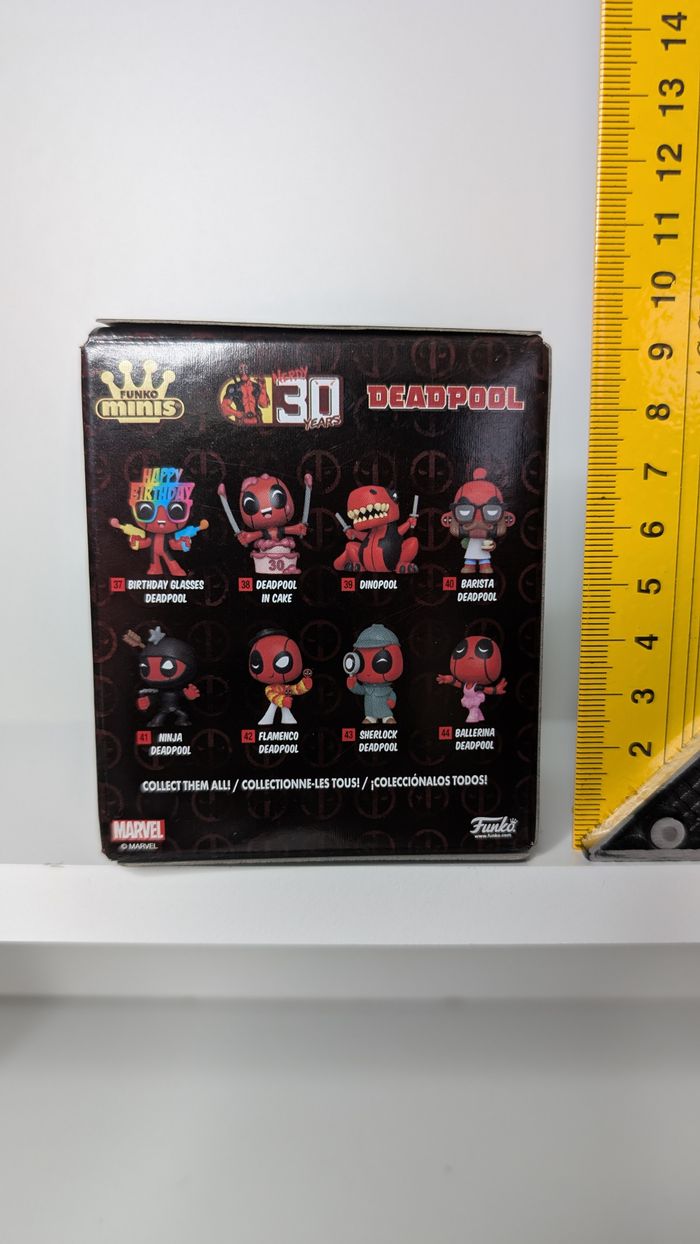 FUNKO
minis
NERDY
30
YEARS
DEADPOOL
HAPPY
BIRTHDAY
30
37 BIRTHDAY GLASSES
DEADPOOL
38 DEADPOOL
IN CAKE
39 DINOPOOL
40 BARISTA
DEADPOOL
41 NINJA
DEADPOOL
42 FLAMENCO
DEADPOOL
43 SHERLOCK
DEADPOOL
44 BALLERINA
DEADPOOL
COLLECT THEM ALL! / COLLECTIONNE-LES TOUS! / ¡COLECCIÓNALOS TODOS!
MARVEL
© MARVEL
Funko
www.funko.com
14
13
12
11
10
9
8
7
6
5
4
3
2